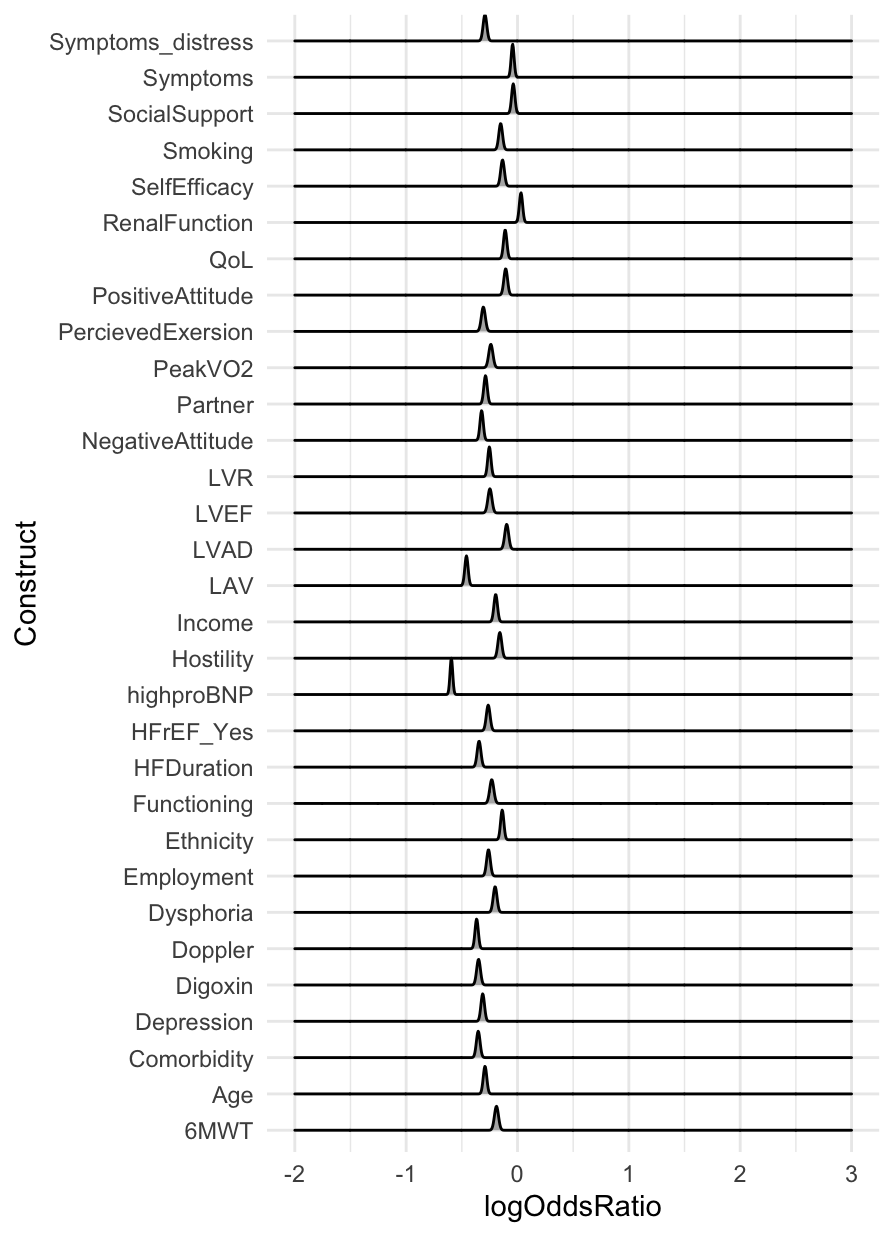 Symptoms_distress
Symptoms
SocialSupport
Smoking
SelfEfficacy
RenalFunction
QoL
PositiveAttitude
PercievedExersion
PeakVO2
Partner
NegativeAttitude
LVR
LVEF
LVAD
LAV
Income
Hostility
highproBNP
HFrEF_Yes
HFDuration
Functioning
Ethnicity
Employment
Dysphoria
Doppler
Digoxin
Depression
Comorbidity
Age
6MWT
Construct
-2 -1 0 1 2 3
logOddsRatio